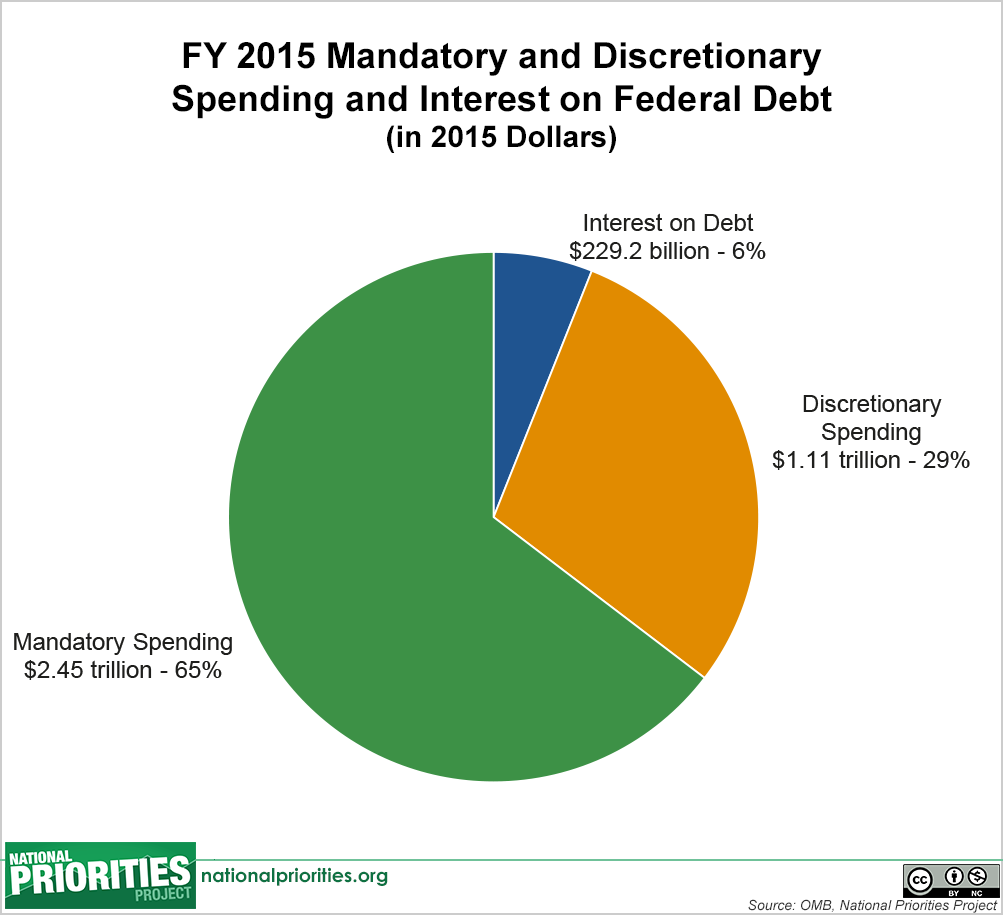 FY 2015 Mandatory and Discretionary
Spending and Interest on Federal Debt
(in 2015 Dollars)
Interest on Debt
$229.2 billion - 6%
Discretionary
Spending
$1.11 trillion - 29%
Mandatory Spending
$2.45 trillion - 65%
NATIONAL
PRIORITIES
PROJECT
nationalpriorities.org
cc
BY NC
Source: OMB, National Priorities Project